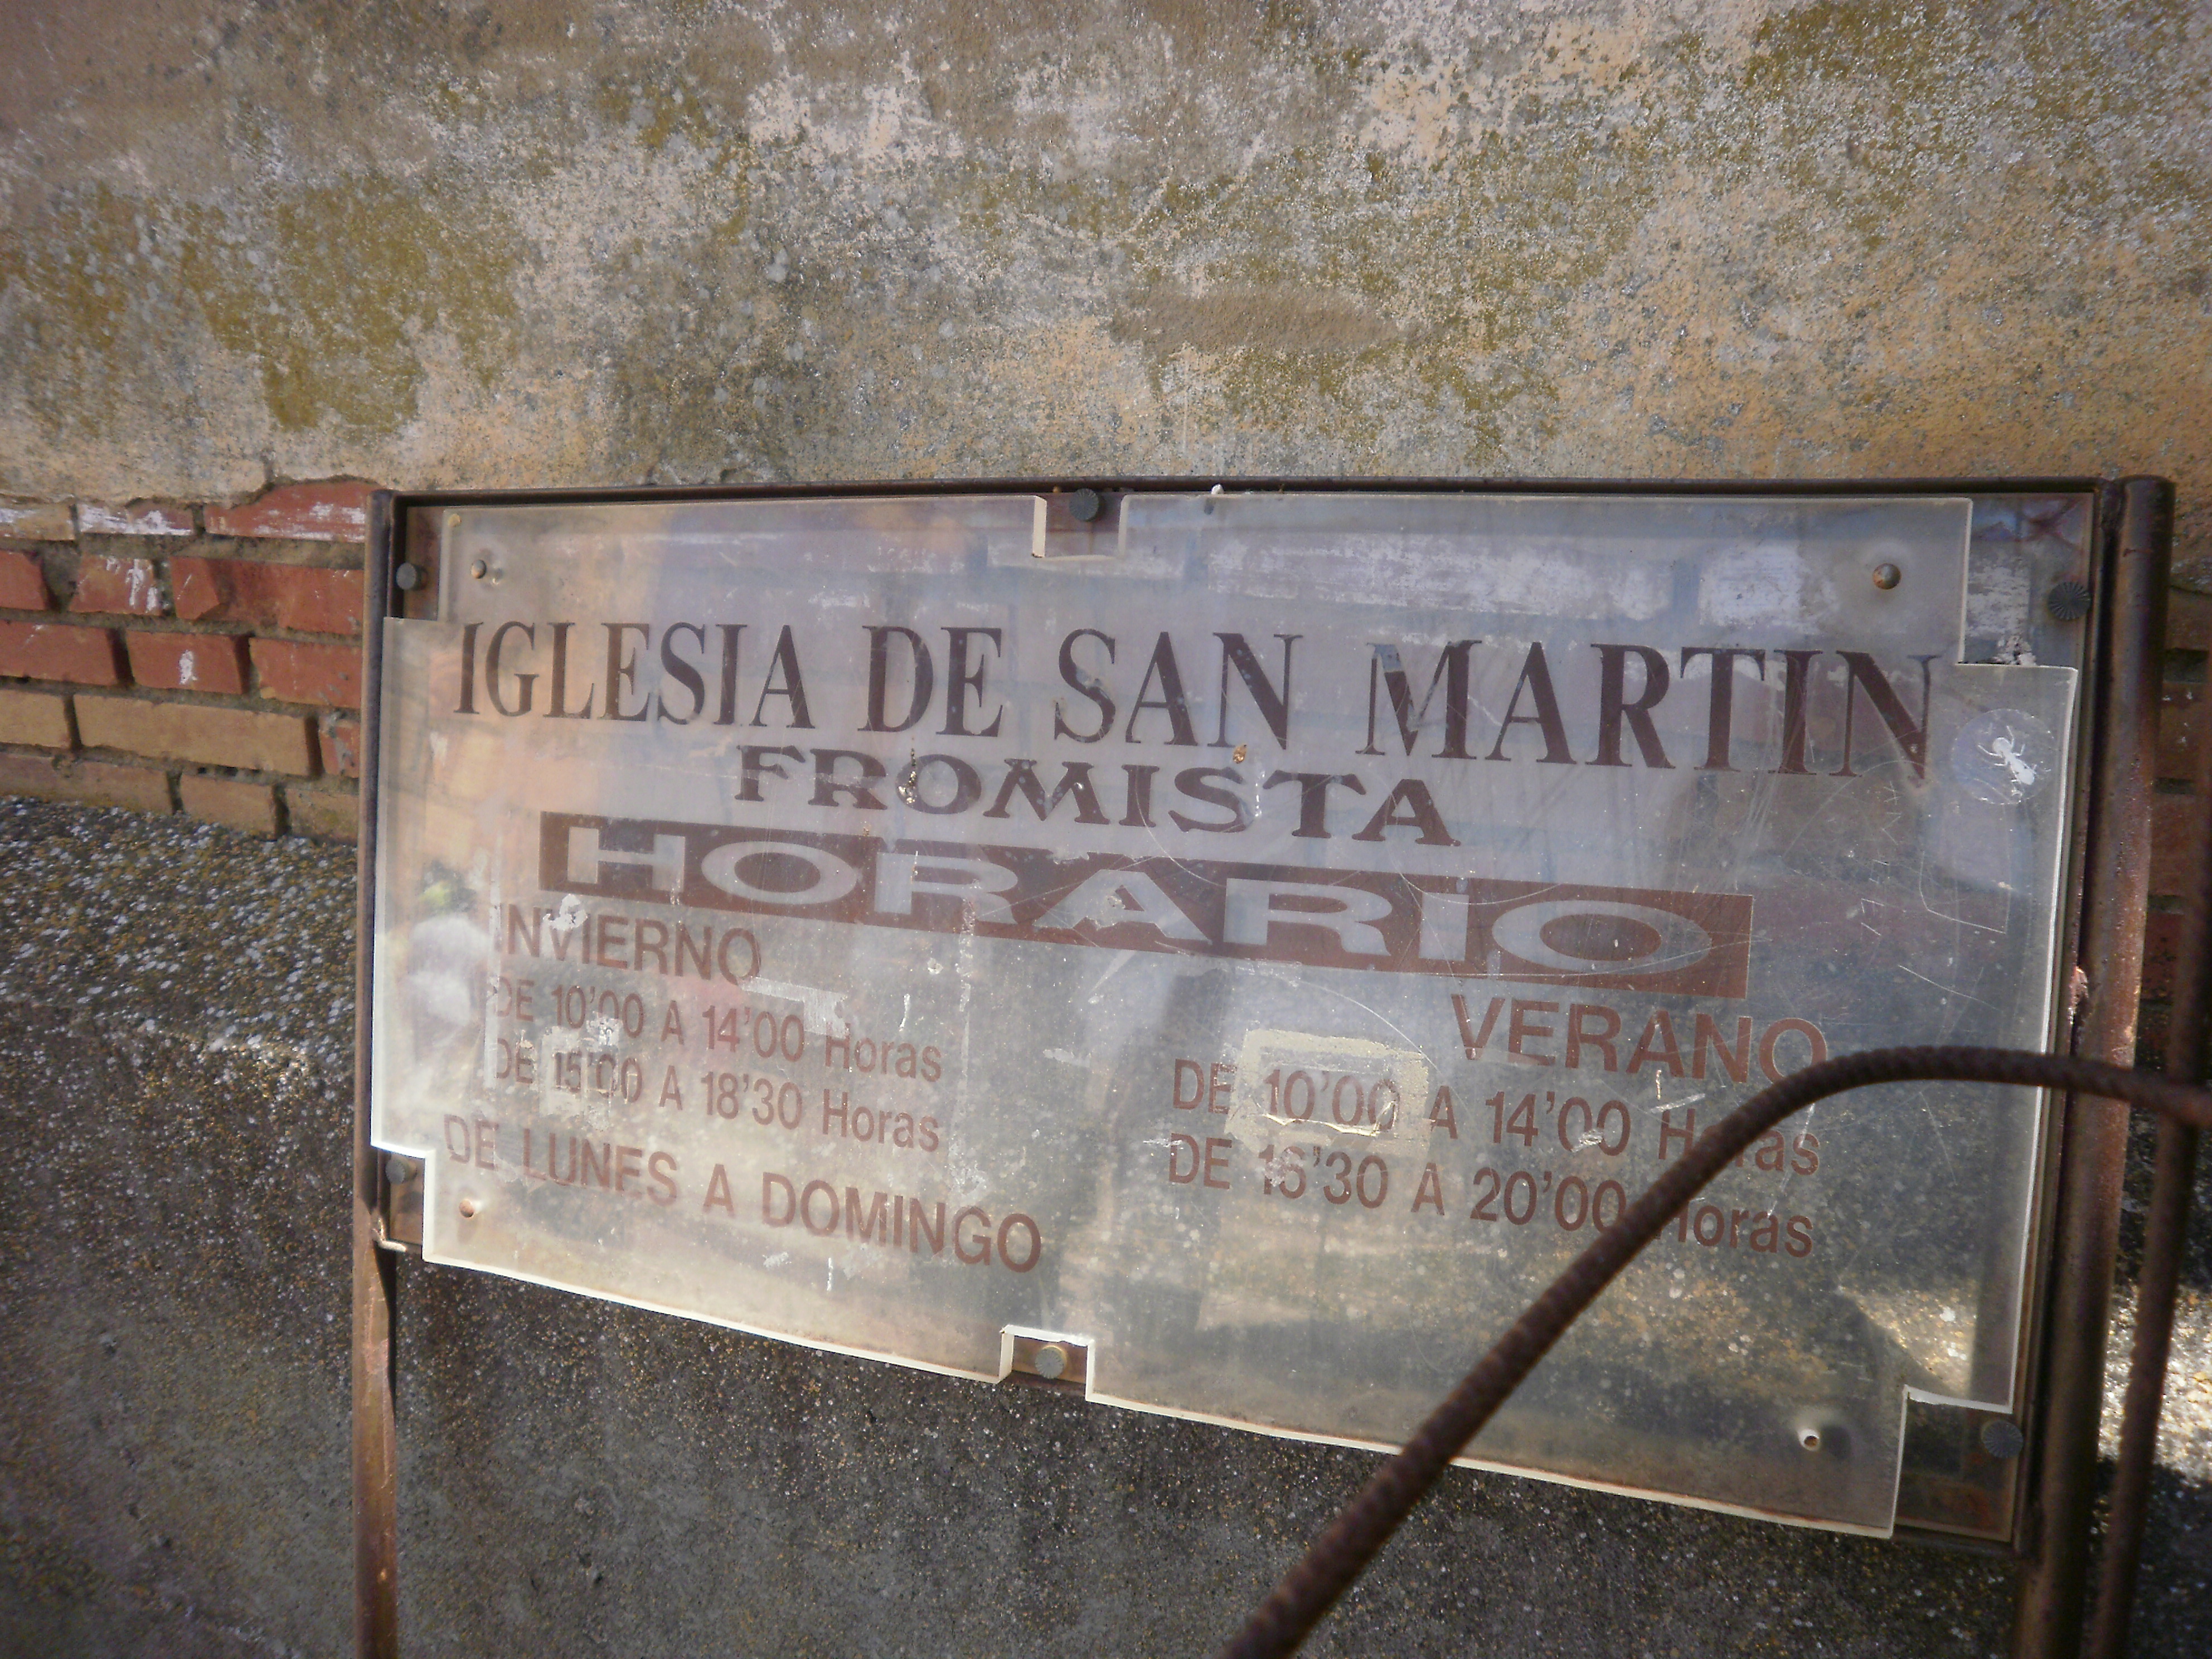 IGLESIA DE SAN MARTIN
FROMISTA
HORARIO
INVIERNO
DE 10'00 A 14'00 Horas
DE 15'00 A 18'30 Horas
DE LUNES A DOMINGO
VERANO
DE 10'00 A 14'00 Horas
DE 16'30 A 20'00 Horas